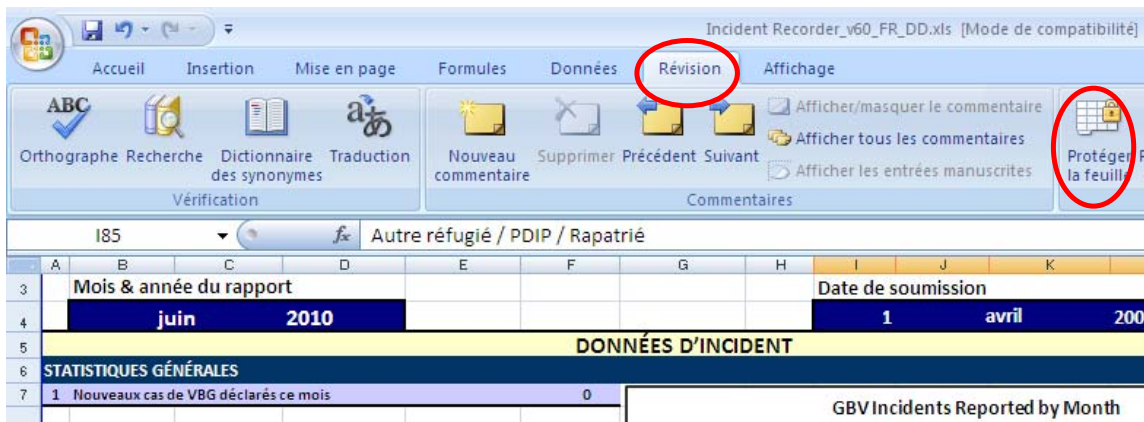 Incident Recorder_v60_FR_DD.xls [Mode de compatibilité]
Accueil Insertion Mise en page Formules Données Révision Affichage
ABC
Orthographe Recherche Dictionnaire des synonymes Traduction
Vérification
Nouveau commentaire Supprimer Précédent Suivant
Afficher/masquer le commentaire
Afficher tous les commentaires
Afficher les entrées manuscrites
Commentaires
Protéger la feuille
I85 fx Autre réfugié / PDIP / Rapatrié
A B C D E F G H I J K
3 Mois & année du rapport Date de soumission
4 juin 2010 1 avril 200
5 DONNÉES D'INCIDENT
6 STATISTIQUES GÉNÉRALES
7 1 Nouveaux cas de VBG déclarés ce mois 0
GBV Incidents Reported by Month